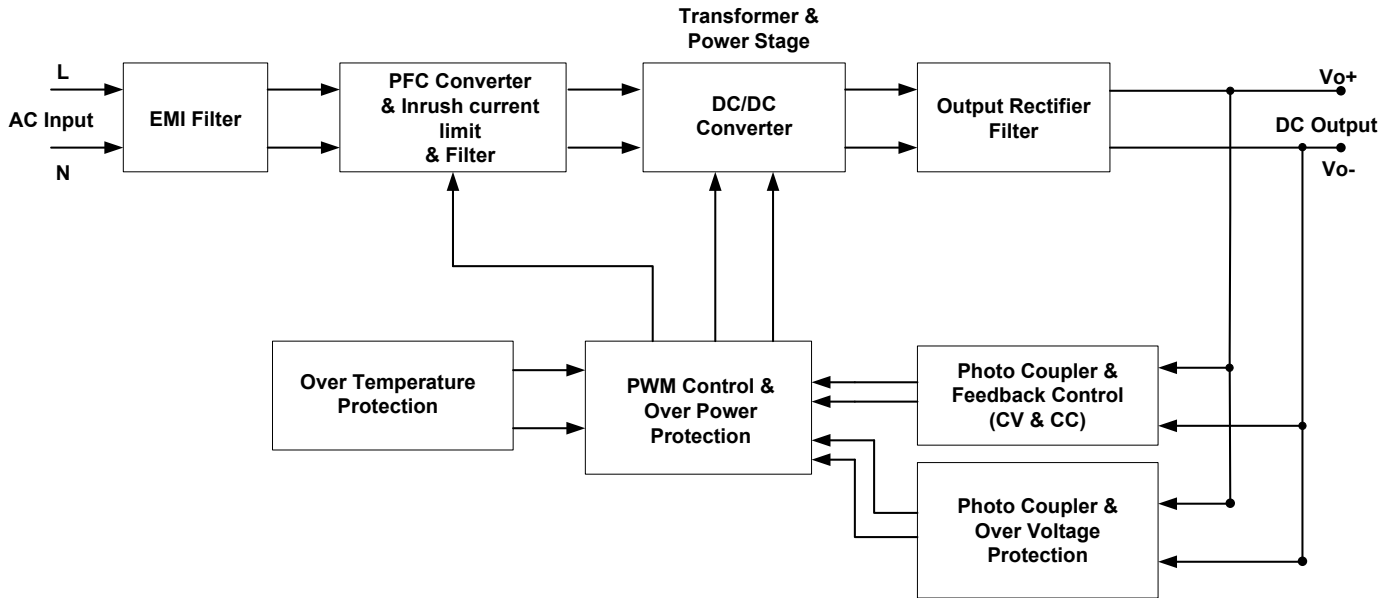 Transformer &
Power Stage
L
AC Input
N
EMI Filter
PFC Converter
& Inrush current
limit
& Filter
DC/DC
Converter
Output Rectifier
Filter
Vo+
DC Output
Vo-
Over Temperature
Protection
PWM Control &
Over Power
Protection
Photo Coupler &
Feedback Control
(CV & CC)
Photo Coupler &
Over Voltage
Protection